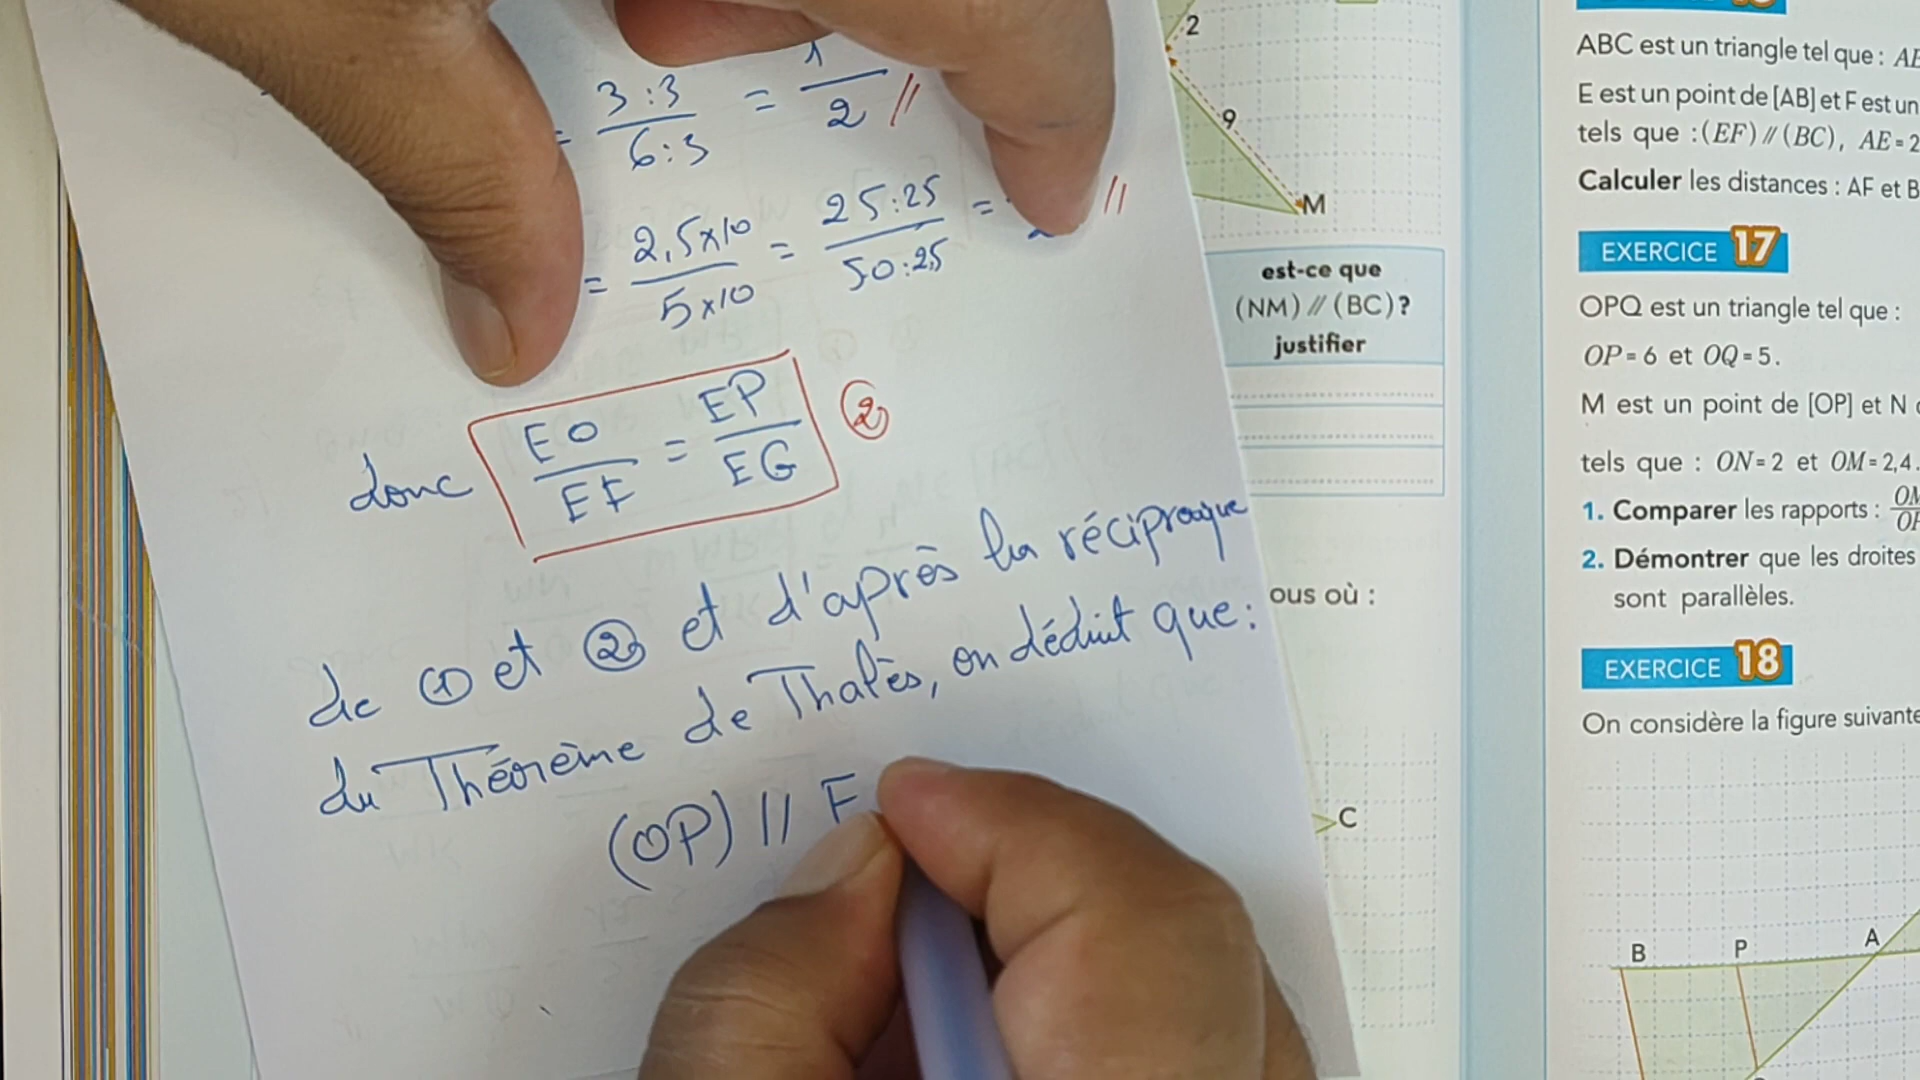 = 3:3 / 6:3 = 1/2 //
= 2,5x10 / 5x10 = 25:25 / 50:25 = //
donc EO/EF = EP/EG ②
de ① et ② et d'après la réciproque
du Théorème de Thalès, on déduit que:
(OP) // F
2
9
M
est-ce que
(NM) // (BC)?
justifier
ous où :
C
ABC est un triangle tel que :
E est un point de [AB] et F est un
tels que : (EF) // (BC), AE = 2
Calculer les distances : AF et B
EXERCICE 17
OPQ est un triangle tel que :
OP = 6 et OQ = 5.
M est un point de [OP] et N
tels que : ON = 2 et OM = 2,4.
1. Comparer les rapports :
2. Démontrer que les droites
sont parallèles.
EXERCICE 18
On considère la figure suivante
B P A